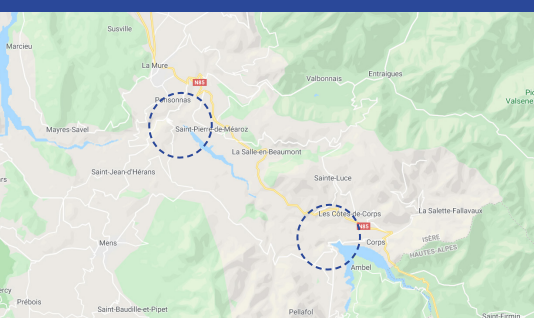 Susville
Marcieu
La Mure
N85
Entraigues
Valbonnais
Ponsonnas
Mayres-Savel
Saint-Pierre-de-Méaroz
La Salle-en-Beaumont
Saint-Jean-d'Hérans
Sainte-Luce
Les Côtes-de-Corps
La Salette-Fallavaux
N85
Corps
Mens
ISÈRE
HAUTES-ALPES
Ambel
Prébois
Saint-Baudille-et-Pipet
Pellafol
Saint-Firmin